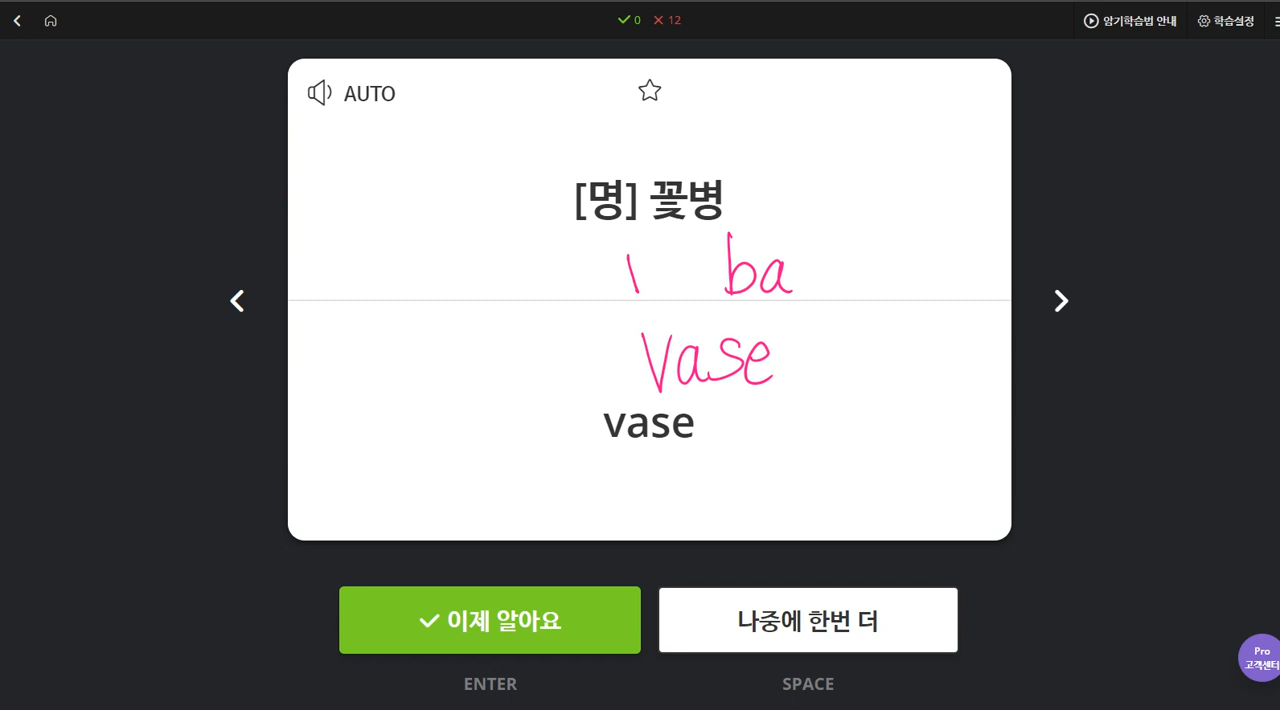 0 12 암기학습법 안내 학습설정
AUTO
[명] 꽃병
ba
Vase
vase
이제 알아요 나중에 한번 더
Pro
고객센터
ENTER SPACE